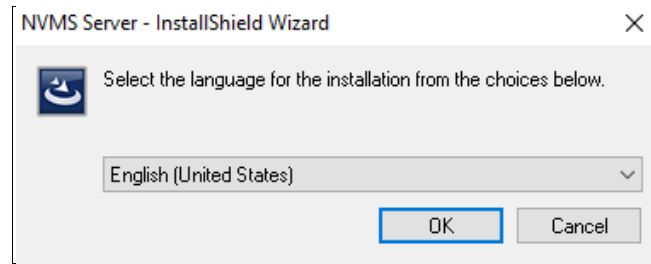 NVMS Server - InstallShield Wizard
Select the language for the installation from the choices below.
English (United States)
OK
Cancel